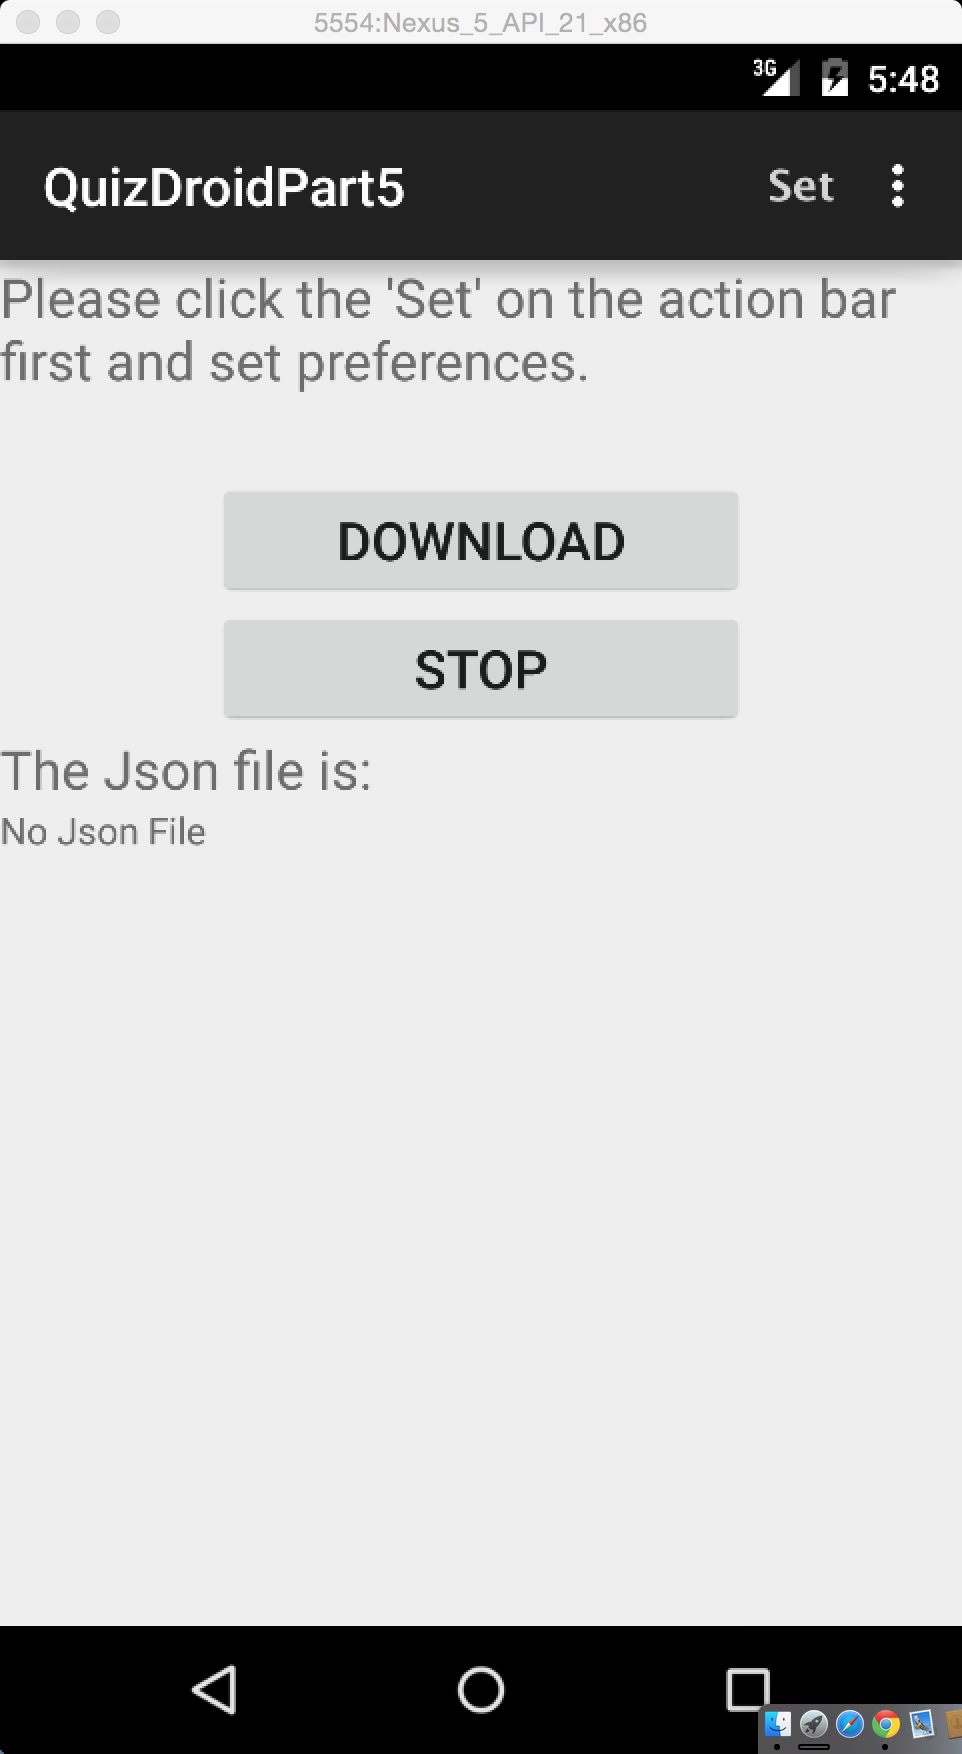 5554:Nexus_5_API_21_x86
3G 5:48
QuizDroidPart5 Set
Please click the 'Set' on the action bar
first and set preferences.
DOWNLOAD
STOP
The Json file is:
No Json File